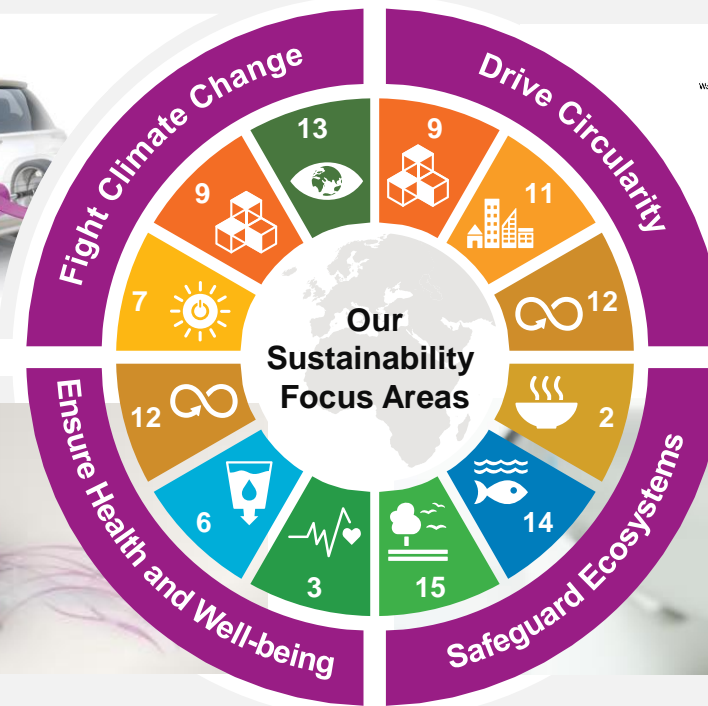 Fight Climate Change
13
9
7
Drive Circularity
9
11
12
Our
Sustainability
Focus Areas
Ensure Health and Well-being
12
6
3
Safeguard Ecosystems
2
14
15